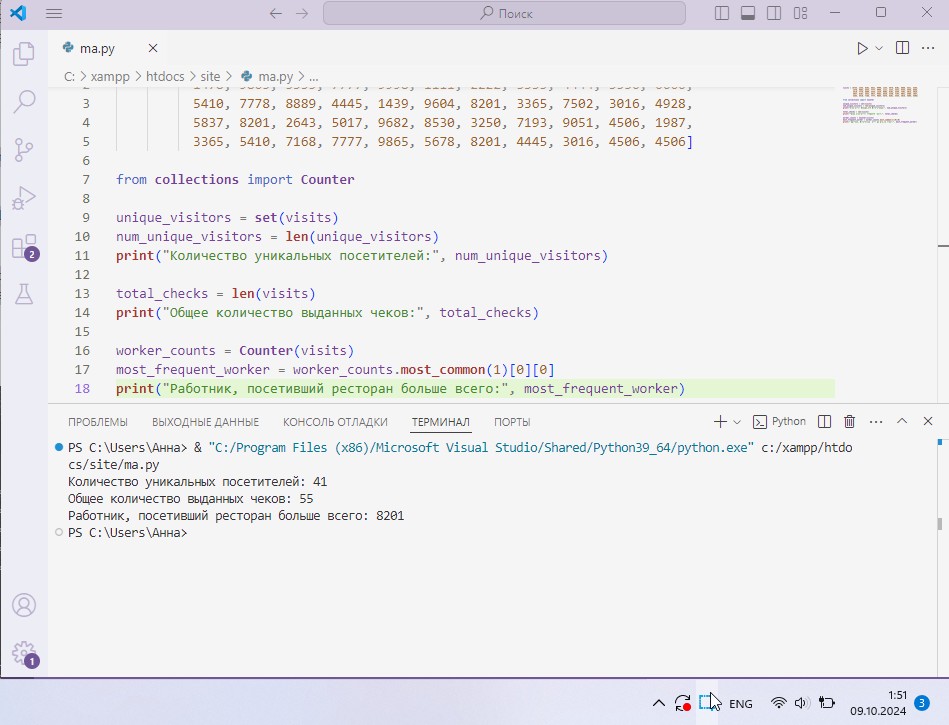 Поиск
ma.py
C: > xampp > htdocs > site > ma.py > ...
3 5410, 7778, 8889, 4445, 1439, 9604, 8201, 3365, 7502, 3016, 4928,
4 5837, 8201, 2643, 5017, 9682, 8530, 3250, 7193, 9051, 4506, 1987,
5 3365, 5410, 7168, 7777, 9865, 5678, 8201, 4445, 3016, 4506, 4506]
6
7 from collections import Counter
8
9 unique_visitors = set(visits)
10 num_unique_visitors = len(unique_visitors)
11 print("Количество уникальных посетителей:", num_unique_visitors)
12
13 total_checks = len(visits)
14 print("Общее количество выданных чеков:", total_checks)
15
16 worker_counts = Counter(visits)
17 most_frequent_worker = worker_counts.most_common(1)[0][0]
18 print("Работник, посетивший ресторан больше всего:", most_frequent_worker)
2
ПРОБЛЕМЫ ВЫХОДНЫЕ ДАННЫЕ КОНСОЛЬ ОТЛАДКИ ТЕРМИНАЛ ПОРТЫ Python
PS C:\Users\Анна> & "C:/Program Files (x86)/Microsoft Visual Studio/Shared/Python39_64/python.exe" c:/xampp/htdo
cs/site/ma.py
Количество уникальных посетителей: 41
Общее количество выданных чеков: 55
Работник, посетивший ресторан больше всего: 8201
PS C:\Users\Анна>
1
ENG
1:51
09.10.2024
3